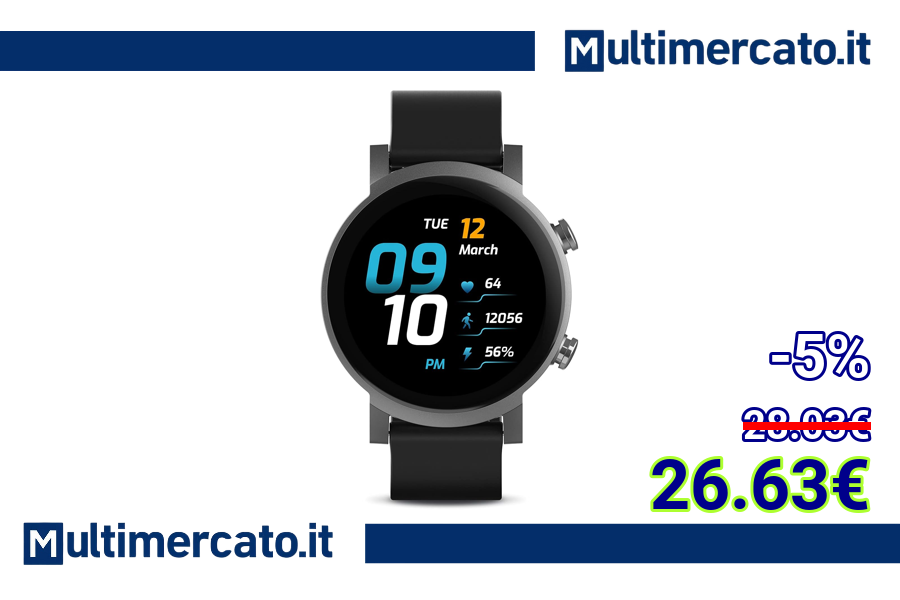 Multimercato.it
TUE 12
March
09
10
PM
64
12056
56%
-5%
28.03€
26.63€
Multimercato.it